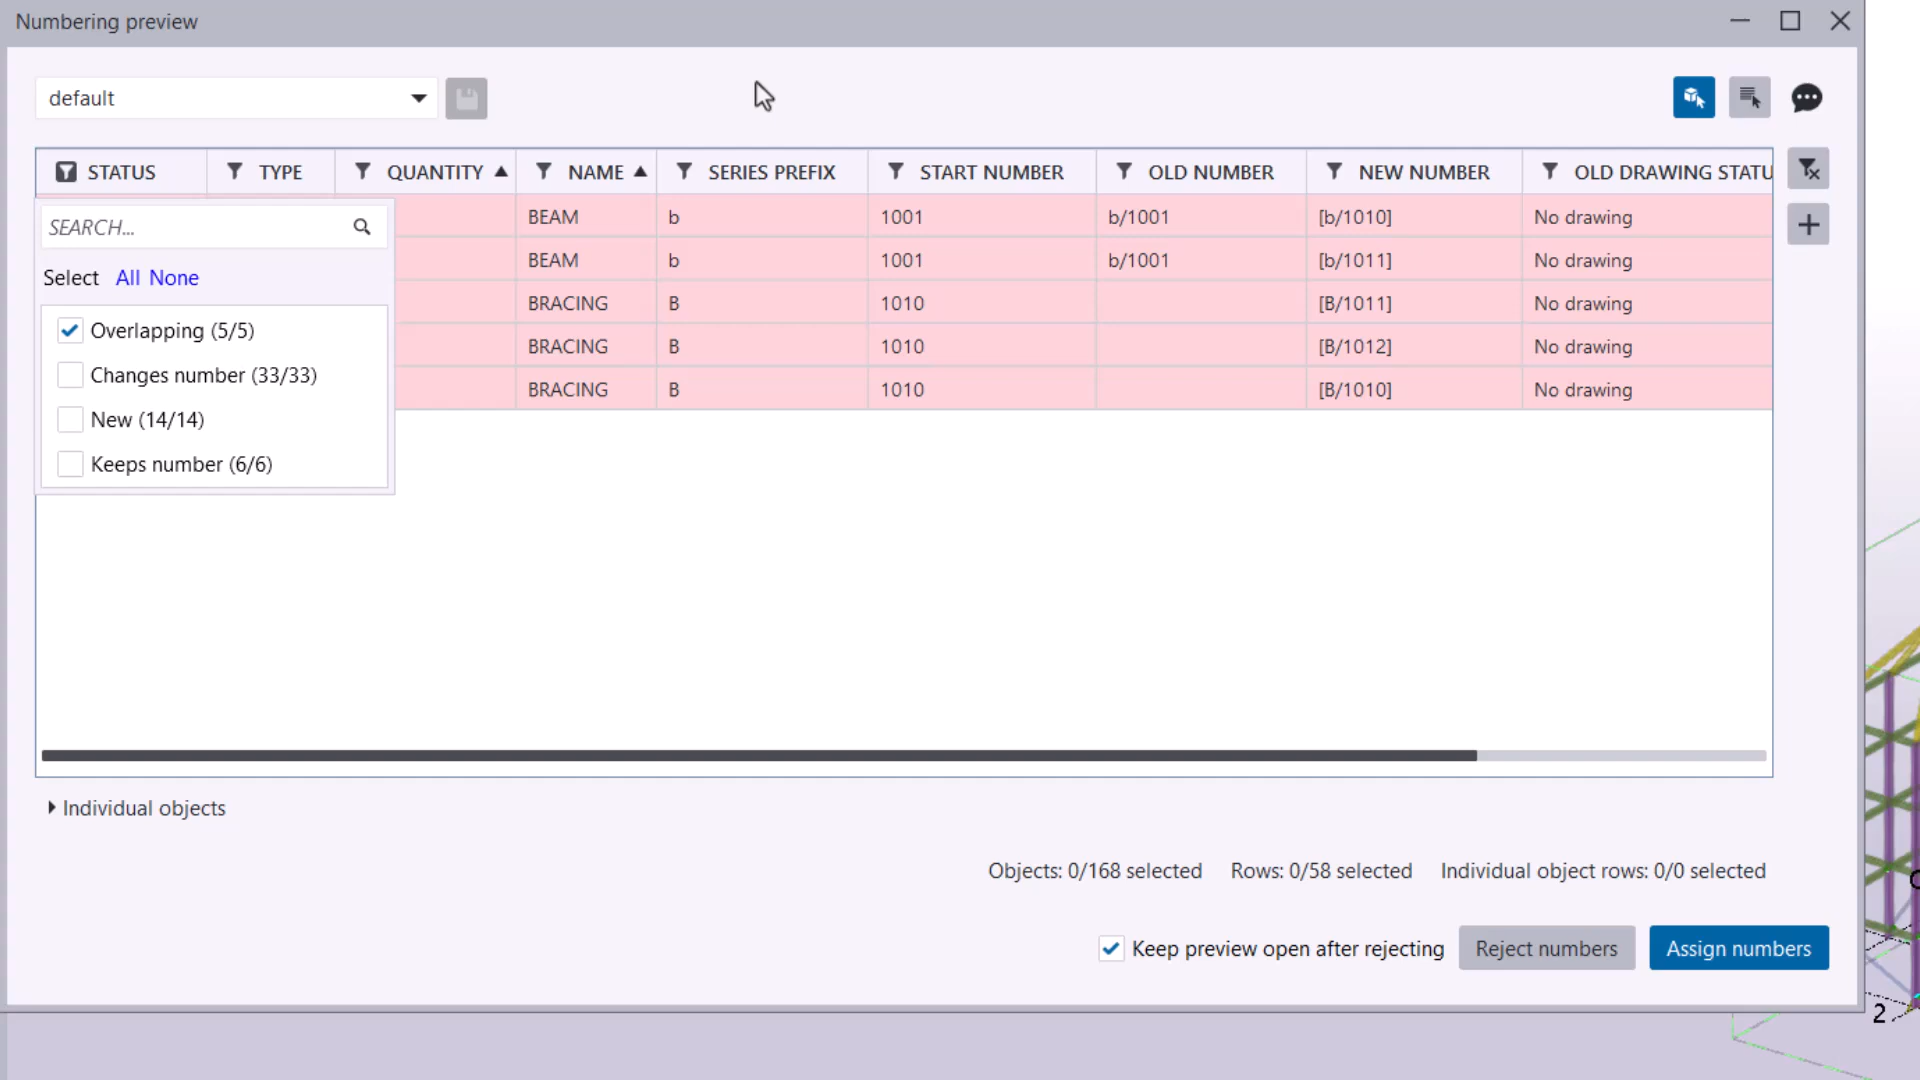 Numbering preview
default
STATUS TYPE QUANTITY NAME SERIES PREFIX START NUMBER OLD NUMBER NEW NUMBER OLD DRAWING STATU
BEAM b 1001 b/1001 [b/1010] No drawing
BEAM b 1001 b/1001 [b/1011] No drawing
BRACING B 1010 [B/1011] No drawing
BRACING B 1010 [B/1012] No drawing
BRACING B 1010 [B/1010] No drawing
SEARCH...
Select All None
Overlapping (5/5)
Changes number (33/33)
New (14/14)
Keeps number (6/6)
Individual objects
Objects: 0/168 selected Rows: 0/58 selected Individual object rows: 0/0 selected
Keep preview open after rejecting Reject numbers Assign numbers
2